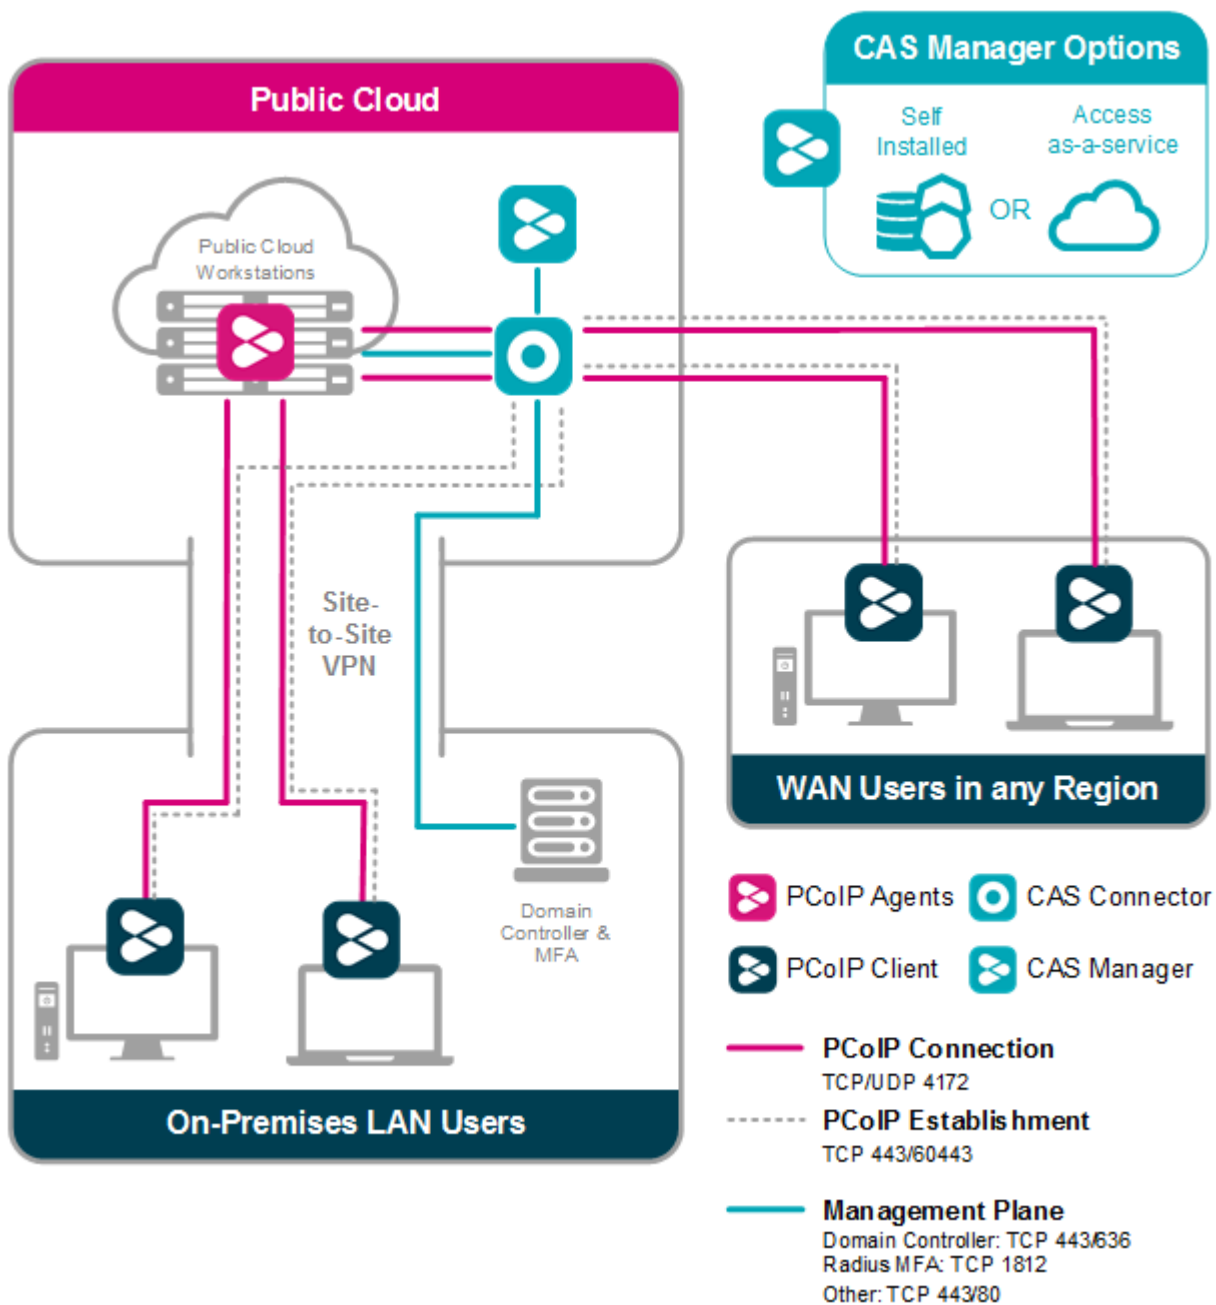 CAS Manager Options
Self
Installed
OR
Access
as-a-service
Public Cloud
Public Cloud
Workstations
Site-
to-Site
VPN
WAN Users in any Region
Domain
Controller &
MFA
On-Premises LAN Users
PCoIP Agents
CAS Connector
PCoIP Client
CAS Manager
PCoIP Connection
TCP/UDP 4172
PCoIP Establishment
TCP 443/60443
Management Plane
Domain Controller: TCP 443/636
Radius MFA: TCP 1812
Other: TCP 443/80